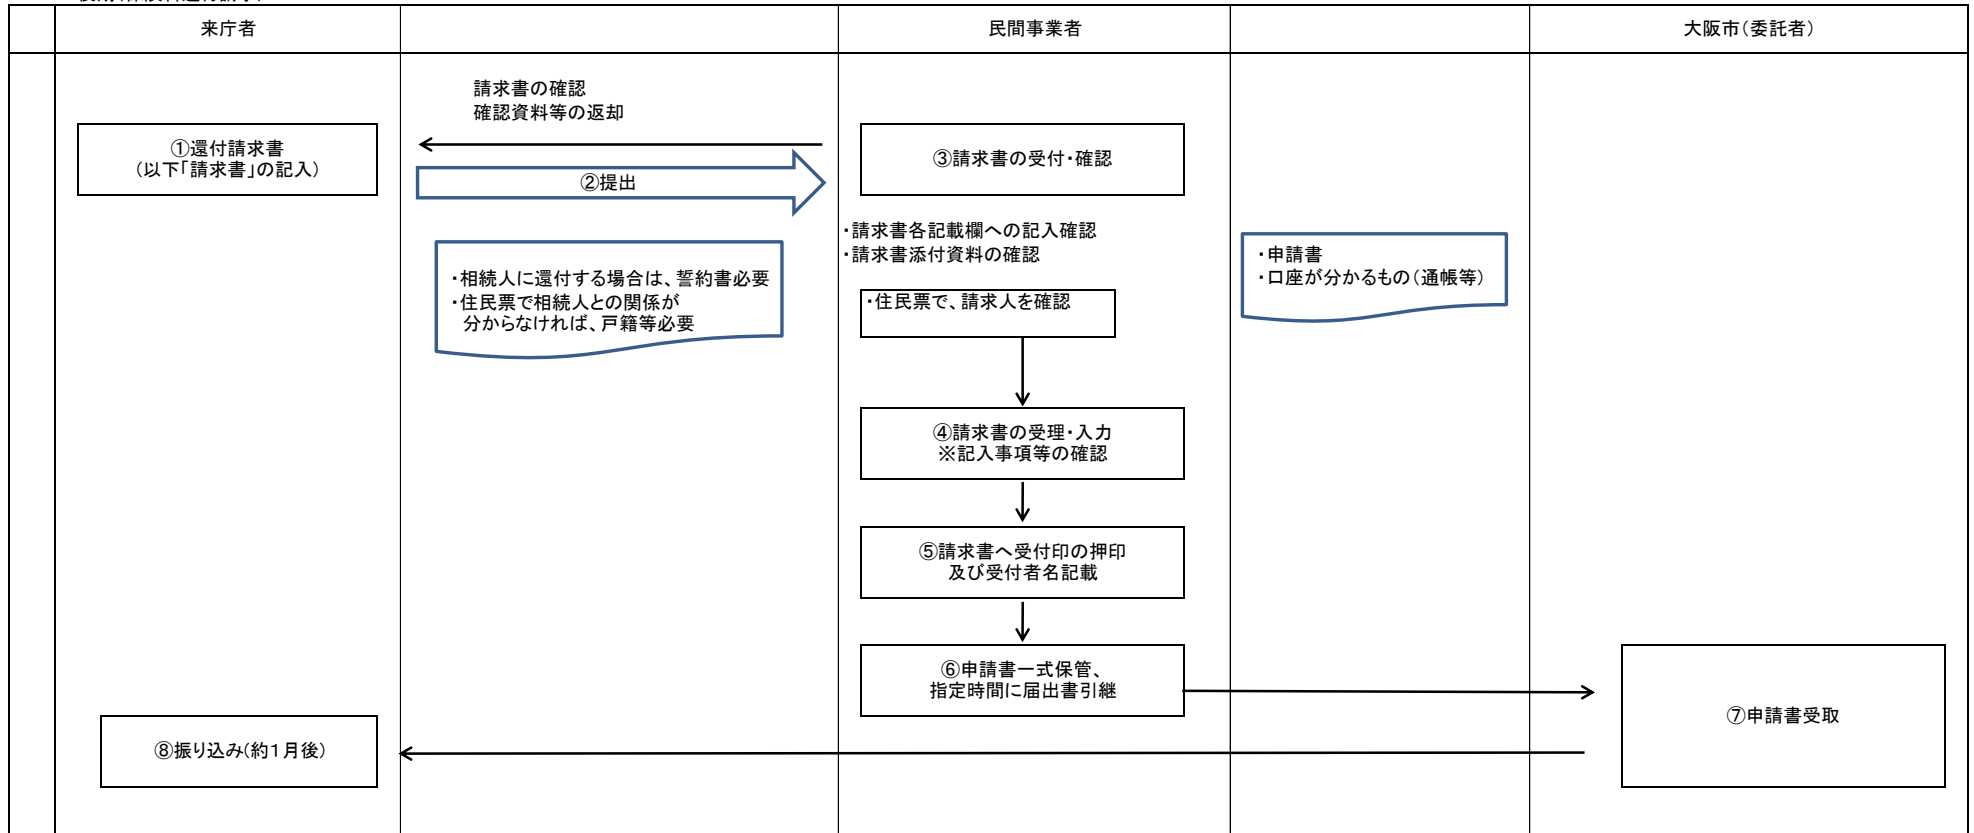 来庁者
民間事業者
大阪市(委託者)
請求書の確認
確認資料等の返却
①還付請求書
(以下「請求書」の記入)
②提出
③請求書の受付・確認
・請求書各記載欄への記入確認
・請求書添付資料の確認
・相続人に還付する場合は、誓約書必要
・住民票で相続人との関係が
分からなければ、戸籍等必要
・住民票で、請求人を確認
・申請書
・口座が分かるもの(通帳等)
④請求書の受理・入力
※記入事項等の確認
⑤請求書へ受付印の押印
及び受付者名記載
⑥申請書一式保管、
指定時間に届出書引継
⑦申請書受取
⑧振り込み(約1月後)